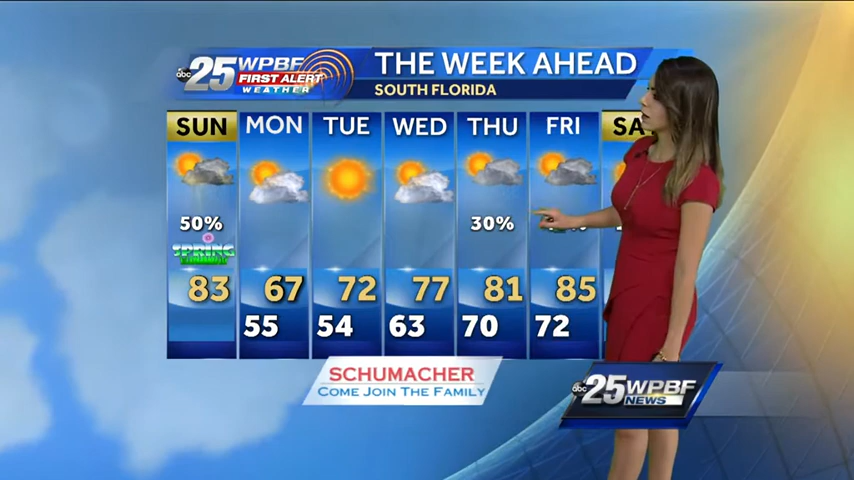 abc 25 WPBF
FIRST ALERT
WEATHER
THE WEEK AHEAD
SOUTH FLORIDA
SUN MON TUE WED THU FRI
50% 30%
SPRING
83 67 72 77 81 85
55 54 63 70 72
SCHUMACHER
COME JOIN THE FAMILY
abc 25 WPBF
NEWS